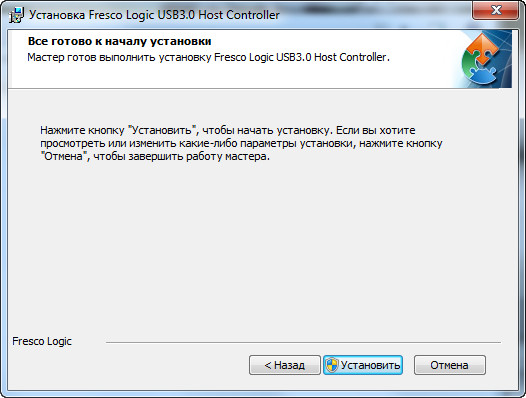 Установка Fresco Logic USB3.0 Host Controller
Все готово к началу установки
Мастер готов выполнить установку Fresco Logic USB3.0 Host Controller.
Нажмите кнопку "Установить", чтобы начать установку. Если вы хотите
просмотреть или изменить какие-либо параметры установки, нажмите кнопку
"Отмена", чтобы завершить работу мастера.
Fresco Logic
< Назад
Установить
Отмена